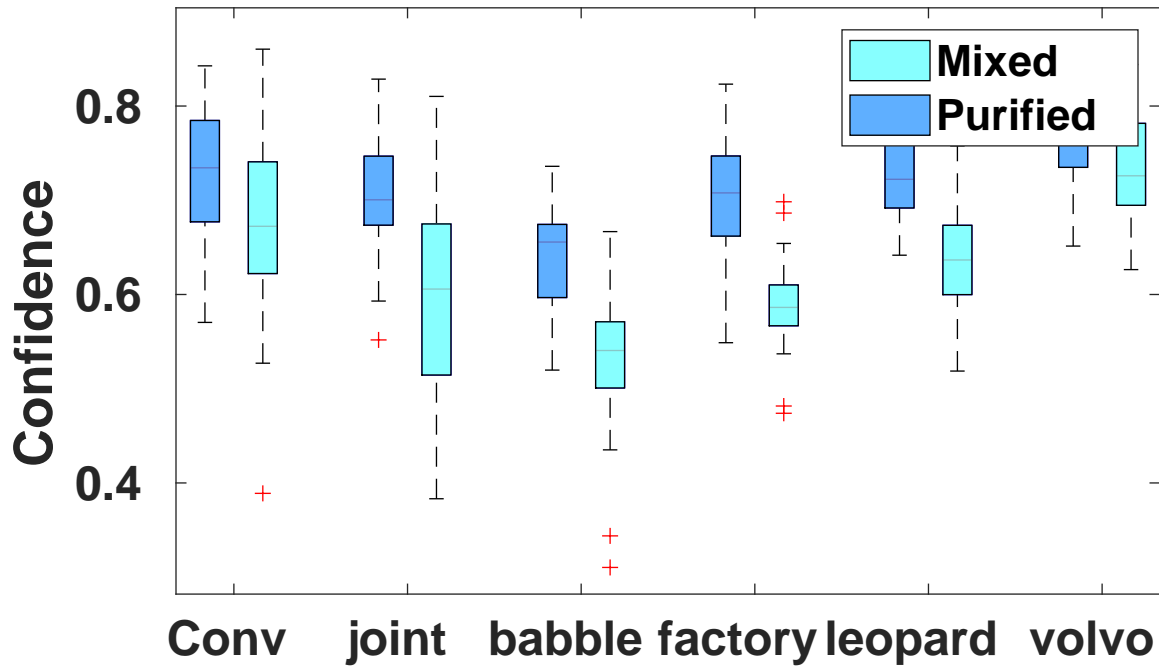 Mixed
Purified
0.8
0.6
0.4
Confidence
Conv joint babble factory leopard volvo